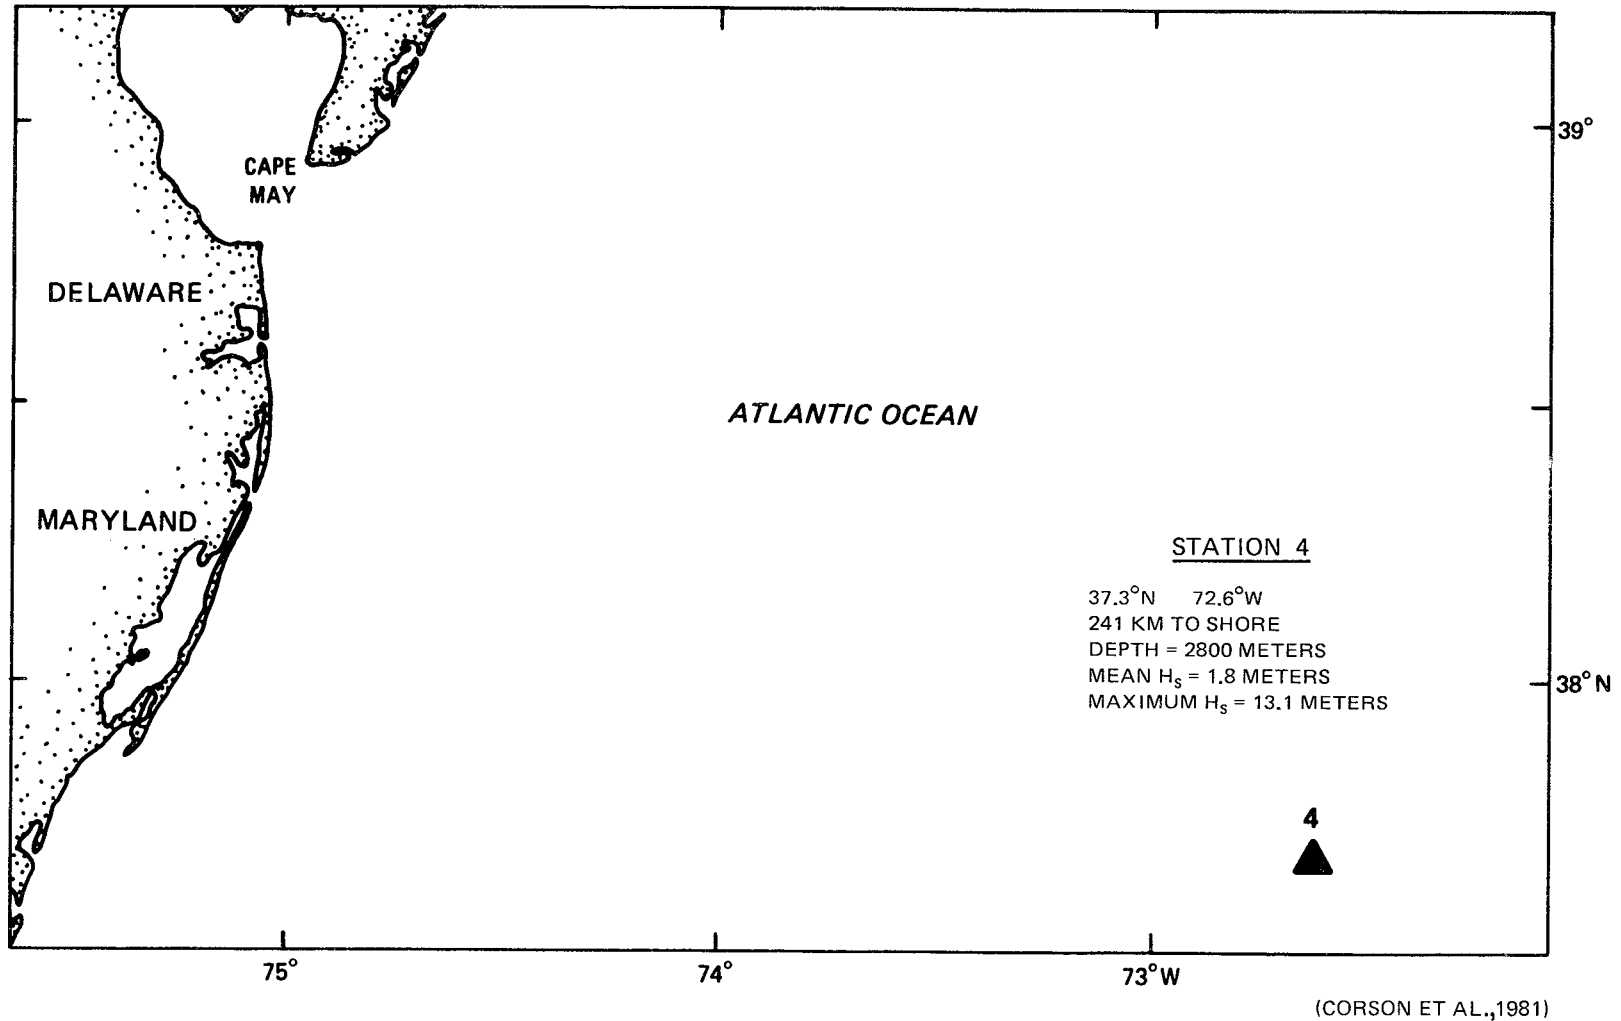 39°
CAPE
MAY
DELAWARE
ATLANTIC OCEAN
MARYLAND
STATION 4
37.3°N 72.6°W
241 KM TO SHORE
DEPTH = 2800 METERS
MEAN Hs = 1.8 METERS
MAXIMUM Hs = 13.1 METERS
38°N
4
75° 74° 73°W
(CORSON ET AL.,1981)